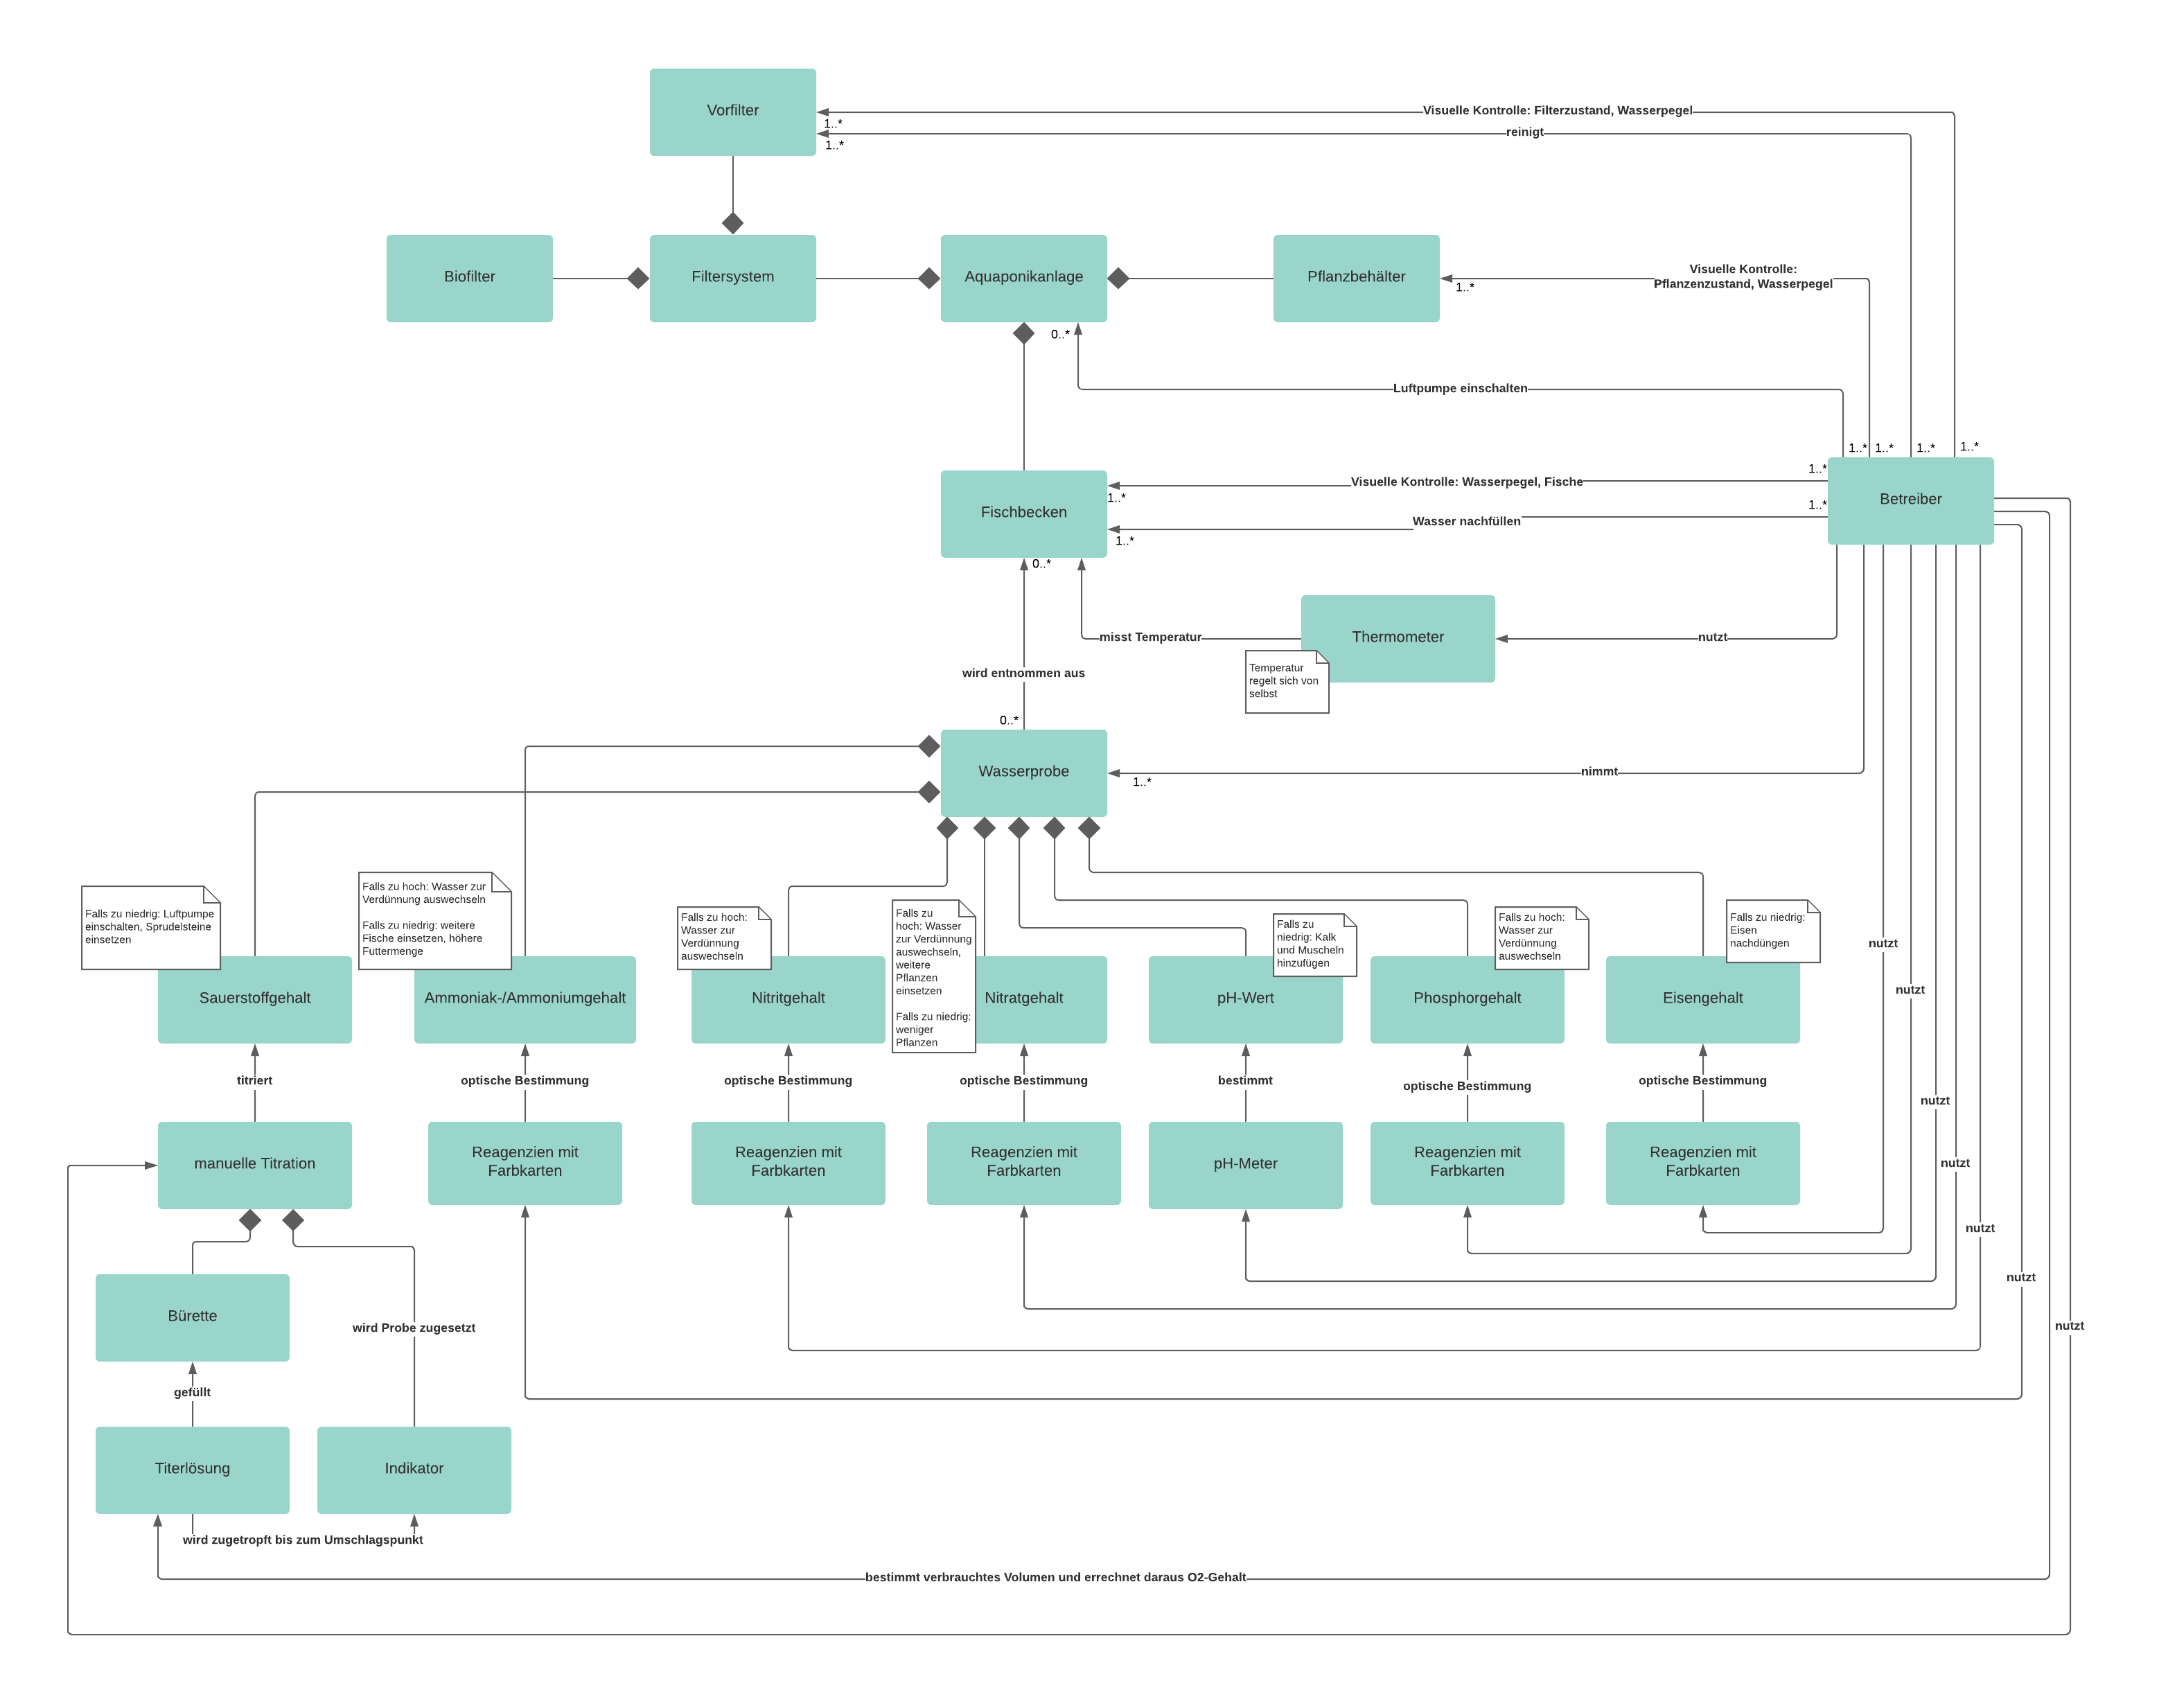 Vorfilter
Visuelle Kontrolle: Filterzustand, Wasserpegel
1..*
reinigt
1..*
Biofilter
Filtersystem
Aquaponikanlage
Pflanzbehälter
Visuelle Kontrolle:
Pflanzenzustand, Wasserpegel
1..*
0..*
Luftpumpe einschalten
1..*
1..*
1..*
1..*
1..*
Visuelle Kontrolle: Wasserpegel, Fische
1..*
Fischbecken
Betreiber
1..*
Wasser nachfüllen
1..*
0..*
misst Temperatur
Thermometer
nutzt
Temperatur
regelt sich von
selbst
wird entnommen aus
0..*
Wasserprobe
nimmt
1..*
Falls zu niedrig: Luftpumpe
einschalten, Sprudelsteine
einsetzen
Falls zu hoch: Wasser zur
Verdünnung auswechseln
Falls zu niedrig: weitere
Fische einsetzen, höhere
Futtermenge
Falls zu hoch:
Wasser zur
Verdünnung
auswechseln
Falls zu
hoch: Wasser
zur Verdünnung
auswechseln,
weitere
Pflanzen
einsetzen
Falls zu niedrig:
weniger
Pflanzen
Falls zu
niedrig: Kalk
und Muscheln
hinzufügen
Falls zu hoch:
Wasser zur
Verdünnung
auswechseln
Falls zu niedrig:
Eisen
nachdüngen
nutzt
nutzt
Sauerstoffgehalt
Ammoniak-/Ammoniumgehalt
Nitritgehalt
Nitratgehalt
pH-Wert
Phosphorgehalt
Eisengehalt
titriert
optische Bestimmung
optische Bestimmung
optische Bestimmung
bestimmt
optische Bestimmung
optische Bestimmung
nutzt
manuelle Titration
Reagenzien mit
Farbkarten
Reagenzien mit
Farbkarten
Reagenzien mit
Farbkarten
pH-Meter
Reagenzien mit
Farbkarten
Reagenzien mit
Farbkarten
nutzt
nutzt
nutzt
nutzt
Bürette
wird Probe zugesetzt
gefüllt
Titerlösung
Indikator
wird zugetropft bis zum Umschlagspunkt
bestimmt verbrauchtes Volumen und errechnet daraus O2-Gehalt